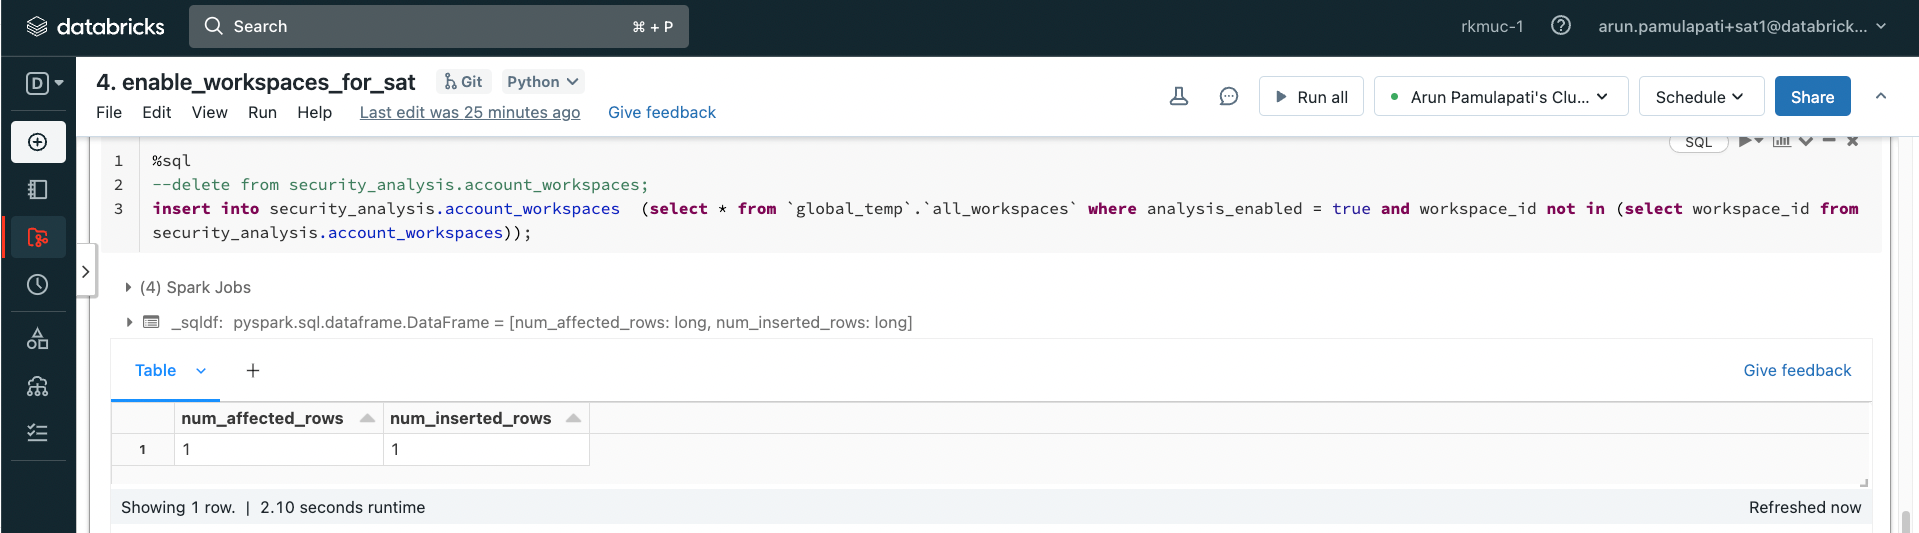 databricks
Search
⌘ + P
rkmuc-1
arun.pamulapati+sat1@databrick...
D
4. enable_workspaces_for_sat
Git
Python
File Edit View Run Help Last edit was 25 minutes ago Give feedback
Run all
Arun Pamulapati's Clu...
Schedule
Share
SQL
1 %sql
2 --delete from security_analysis.account_workspaces;
3 insert into security_analysis.account_workspaces (select * from `global_temp`.`all_workspaces` where analysis_enabled = true and workspace_id not in (select workspace_id from
security_analysis.account_workspaces));
(4) Spark Jobs
_sqldf: pyspark.sql.dataframe.DataFrame = [num_affected_rows: long, num_inserted_rows: long]
Table
+
Give feedback
num_affected_rows num_inserted_rows
1 1 1
Showing 1 row. | 2.10 seconds runtime
Refreshed now